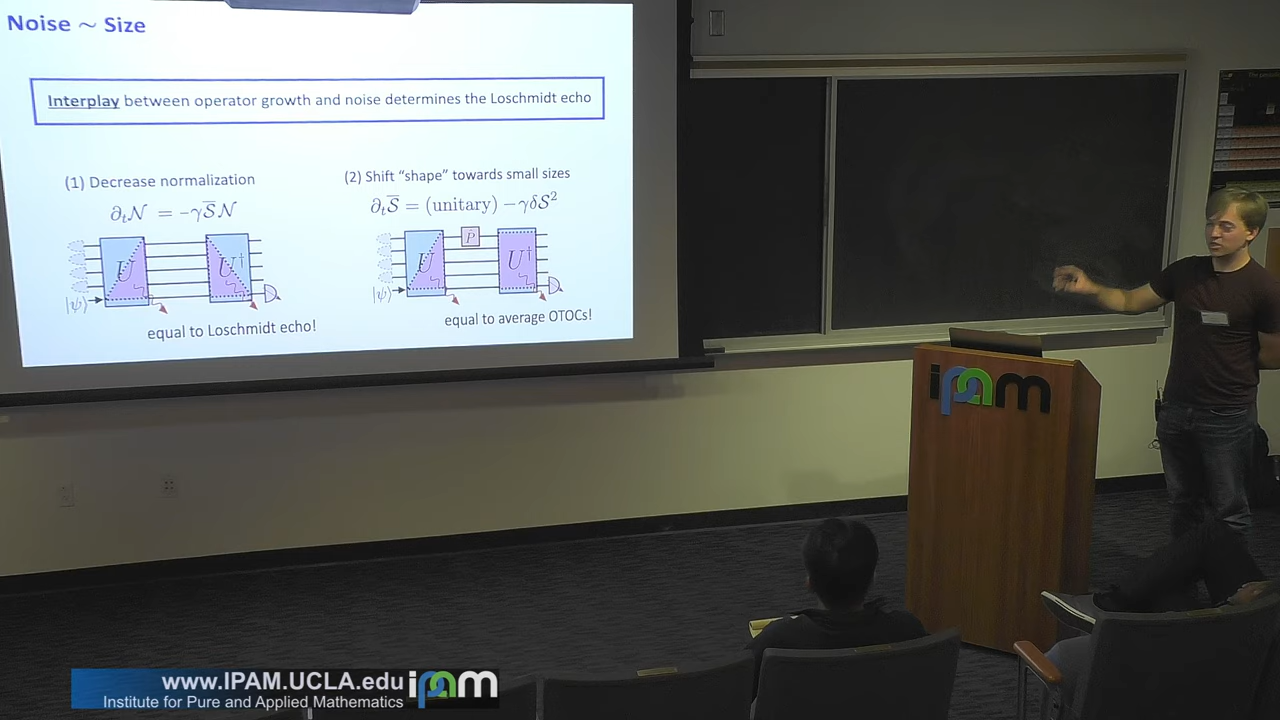 Noise ~ Size
Interplay between operator growth and noise determines the Loschmidt echo
(1) Decrease normalization
∂ₜ𝒩 = −γS̅𝒩
U
U†
|ψ⟩
equal to Loschmidt echo!
(2) Shift “shape” towards small sizes
∂ₜS̅ = (unitary) −γδS²
U
P
U†
|ψ⟩
equal to average OTOCs!
ipam
www.IPAM.UCLA.edu
Institute for Pure and Applied Mathematics
ipam